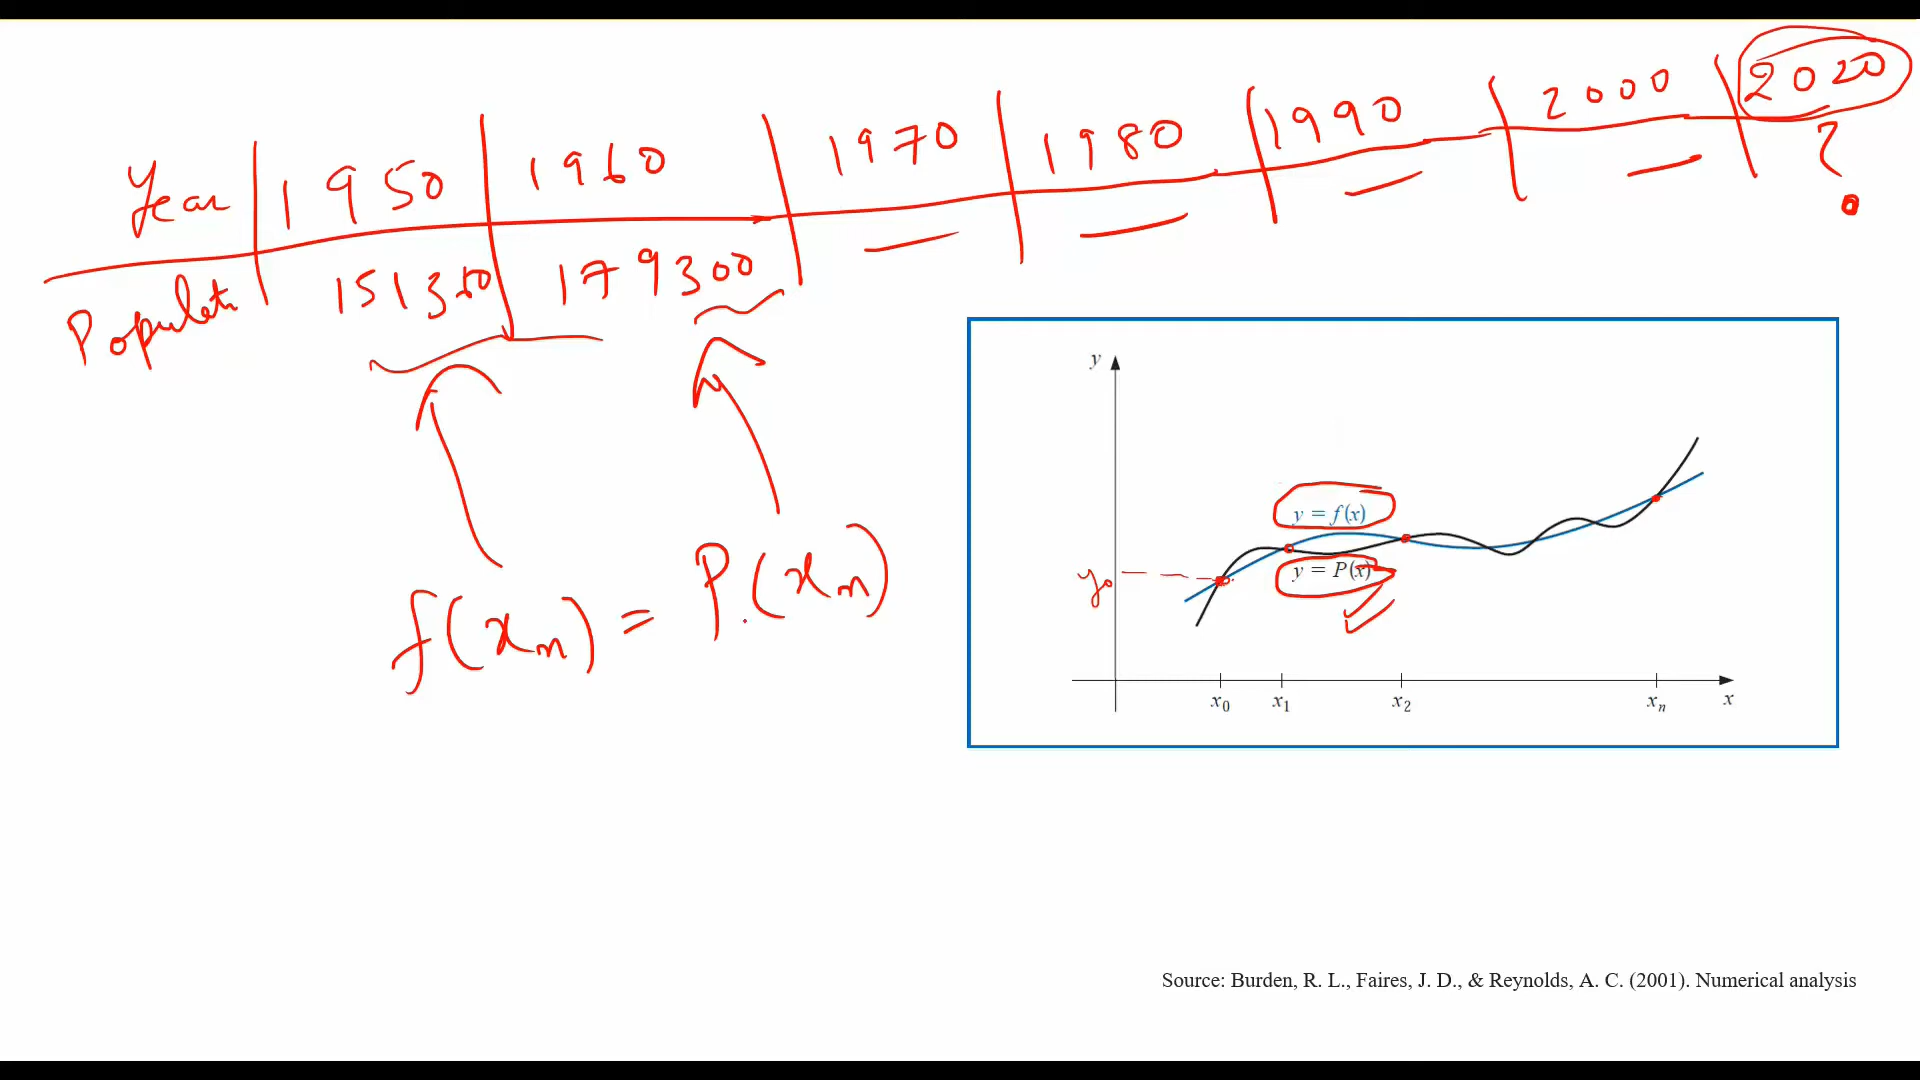 Year 1950 1960 1970 1980 1990 2000 2020
151350 179300 ?
y
y = f(x)
y = P(x)
y₀
f(xₙ) = P(xₙ)
x₀ x₁ x₂ xₙ x
Source: Burden, R. L., Faires, J. D., & Reynolds, A. C. (2001). Numerical analysis